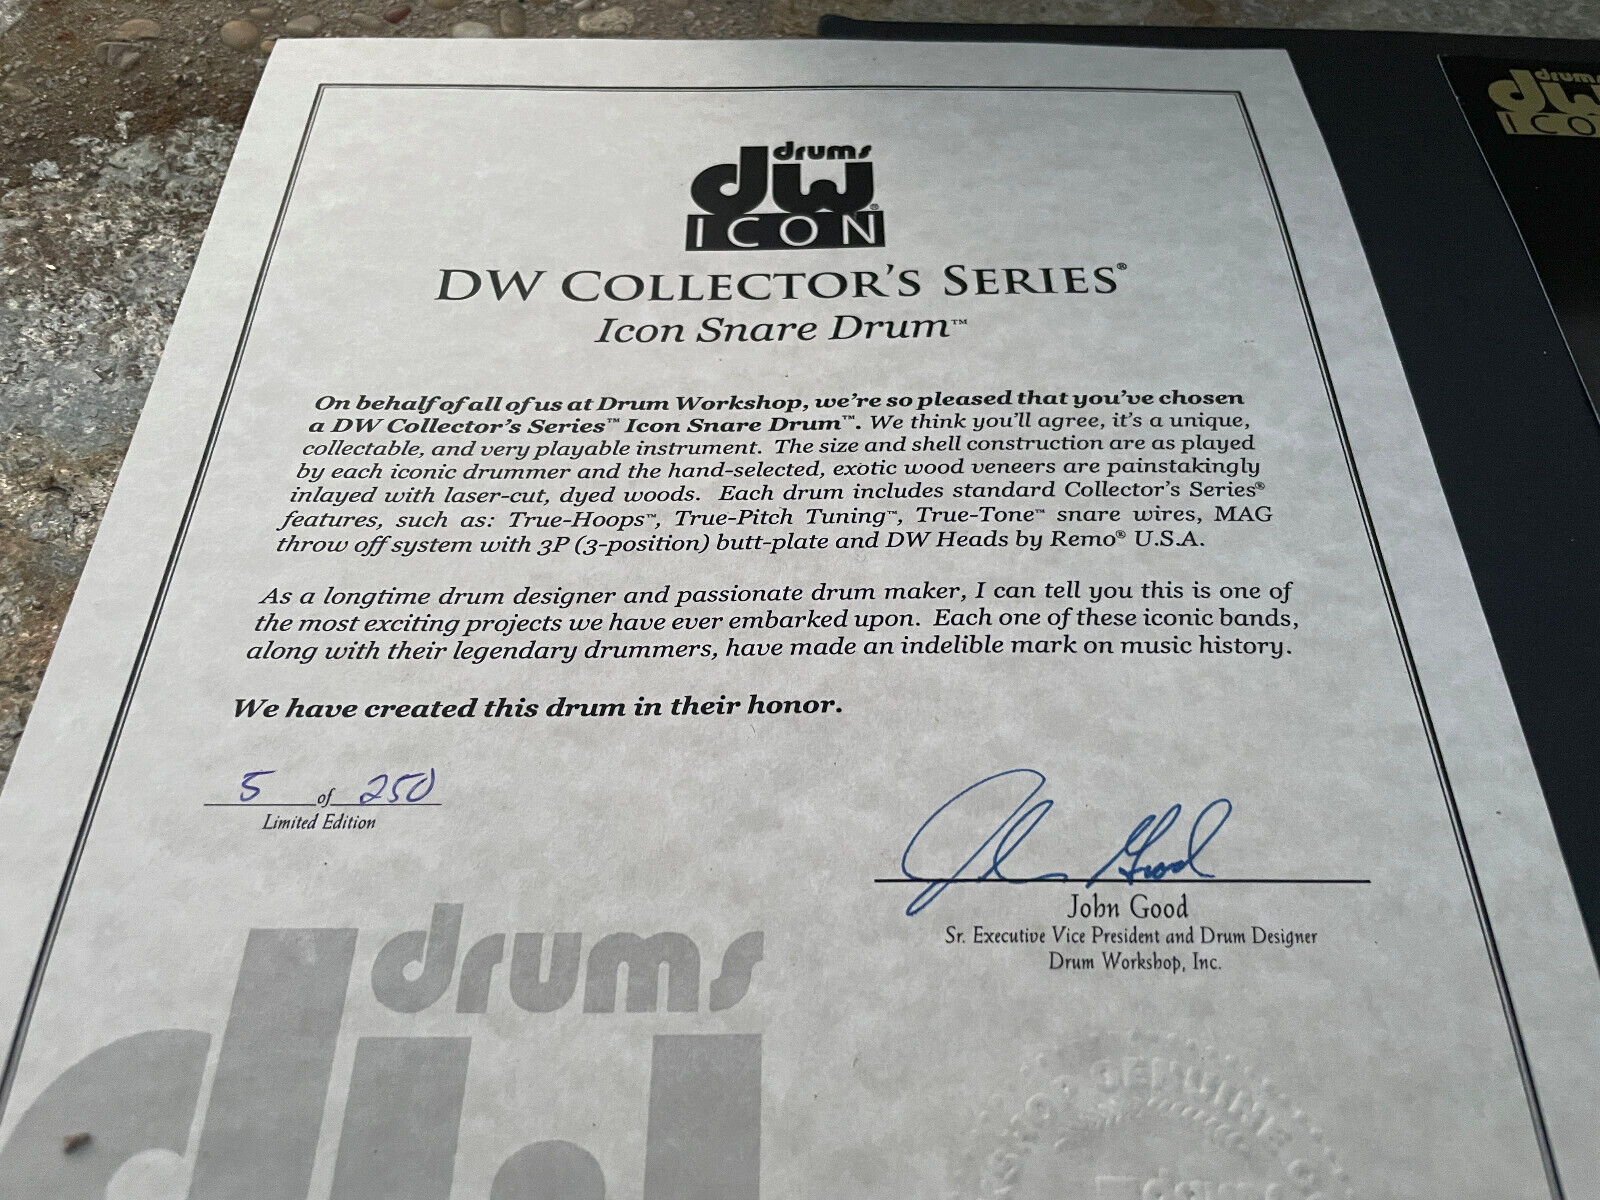 drums
dw®
ICON
DW COLLECTOR'S SERIES®
Icon Snare Drum™
On behalf of all of us at Drum Workshop, we're so pleased that you've chosen
a DW Collector's Series™ Icon Snare Drum™. We think you'll agree, it's a unique,
collectable, and very playable instrument. The size and shell construction are as played
by each iconic drummer and the hand-selected, exotic wood veneers are painstakingly
inlayed with laser-cut, dyed woods. Each drum includes standard Collector's Series®
features, such as: True-Hoops™, True-Pitch Tuning™, True-Tone™ snare wires, MAG
throw off system with 3P (3-position) butt-plate and DW Heads by Remo® U.S.A.
As a longtime drum designer and passionate drum maker, I can tell you this is one of
the most exciting projects we have ever embarked upon. Each one of these iconic bands,
along with their legendary drummers, have made an indelible mark on music history.
We have created this drum in their honor.
5 of 250
Limited Edition
John Good
John Good
Sr. Executive Vice President and Drum Designer
Drum Workshop, Inc.
drums
dw
GENUINE
drums
dw
ICO